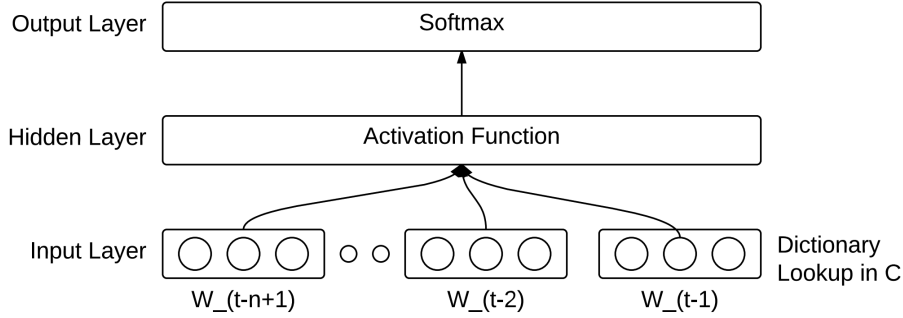 Output Layer
Softmax
Hidden Layer
Activation Function
Input Layer
Dictionary
Lookup in C
W_(t-n+1)
W_(t-2)
W_(t-1)